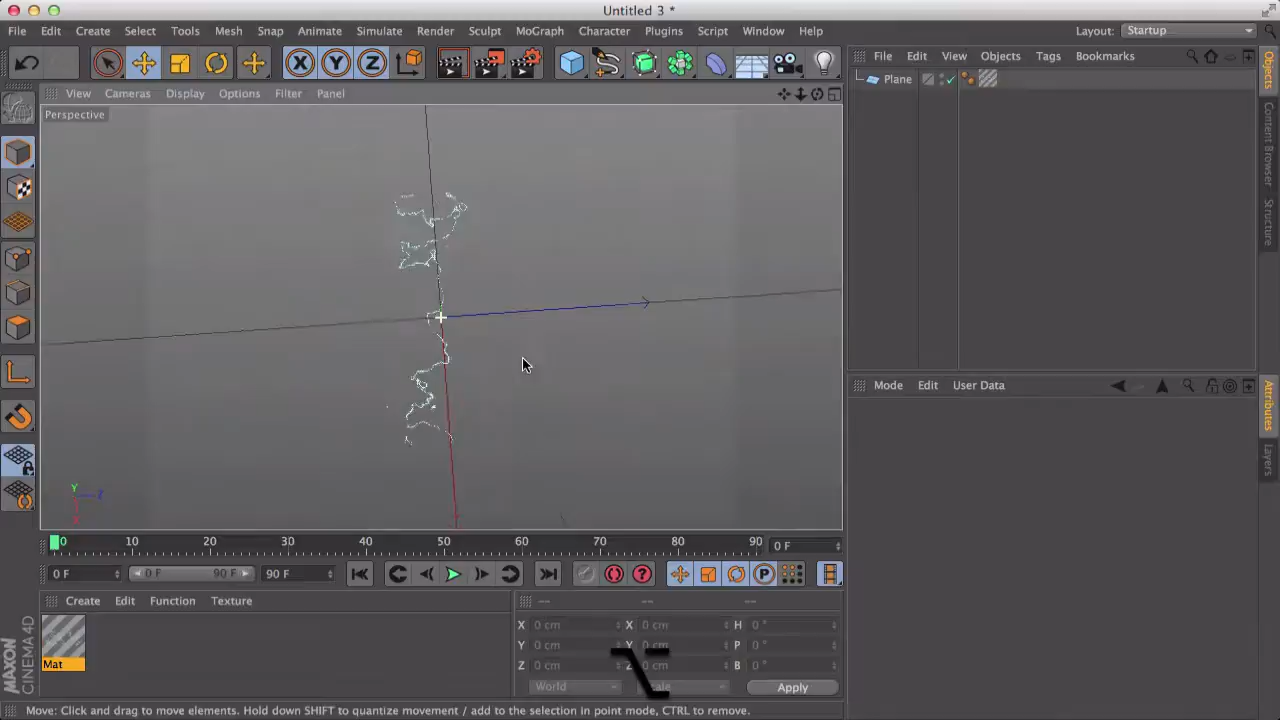 Untitled 3 *
File Edit Create Select Tools Mesh Snap Animate Simulate Render Sculpt MoGraph Character Plugins Script Window Help Layout: Startup
X Y Z
File Edit View Objects Tags Bookmarks
Plane
View Cameras Display Options Filter Panel
Perspective
Y Z X
Objects
Content Browser
Structure
Mode Edit User Data
Attributes
Layers
0 10 20 30 40 50 60 70 80 90 0 F
0 F 0 F 90 F 90 F
? P
Create Edit Function Texture
-- -- --
X 0 cm X 0 cm H 0 °
Y 0 cm Y 0 cm P 0 °
Z 0 cm Z 0 cm B 0 °
World Apply
Mat
MAXON
CINEMA 4D
Move: Click and drag to move elements. Hold down SHIFT to quantize movement / add to the selection in point mode, CTRL to remove.